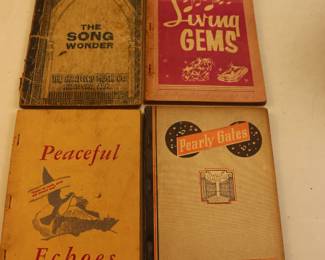 THE
SONG
WONDER
Living
GEMS
Peaceful
Echoes
Pearly Gates